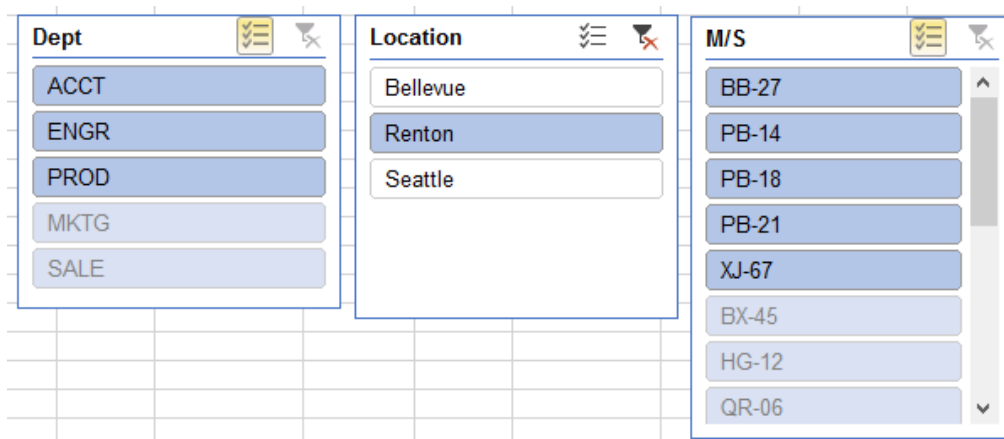 Dept
ACCT
ENGR
PROD
MKTG
SALE
Location
Bellevue
Renton
Seattle
M/S
BB-27
PB-14
PB-18
PB-21
XJ-67
BX-45
HG-12
QR-06